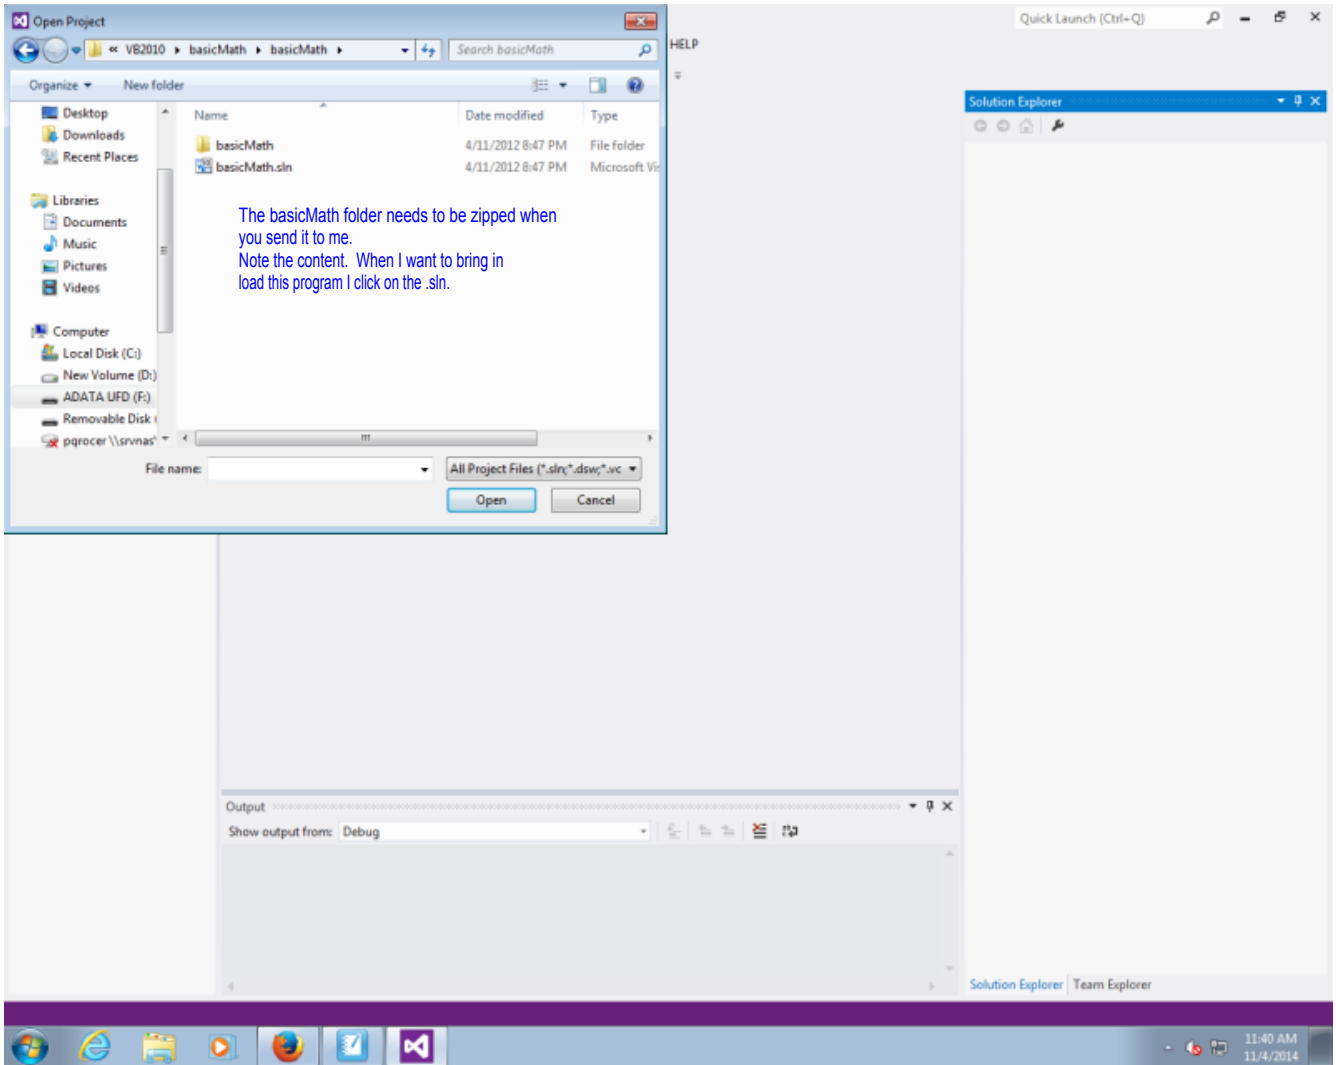 Open Project
Quick Launch (Ctrl+Q)
« VB2010 basicMath basicMath
Search basicMath
HELP
Organize
New folder
Solution Explorer
Desktop
Downloads
Recent Places
Libraries
Documents
Music
Pictures
Videos
Computer
Local Disk (C:)
New Volume (D:)
ADATA UFD (F:)
Removable Disk
pqrocer \\srvnas
Name Date modified Type
basicMath 4/11/2012 8:47 PM File folder
basicMath.sln 4/11/2012 8:47 PM Microsoft Vis
The basicMath folder needs to be zipped when
you send it to me.
Note the content. When I want to bring in
load this program I click on the .sln.
File name:
All Project Files (*.sln;*.dsw;*.vc
Open
Cancel
Output
Show output from: Debug
Solution Explorer Team Explorer
11:40 AM
11/4/2014